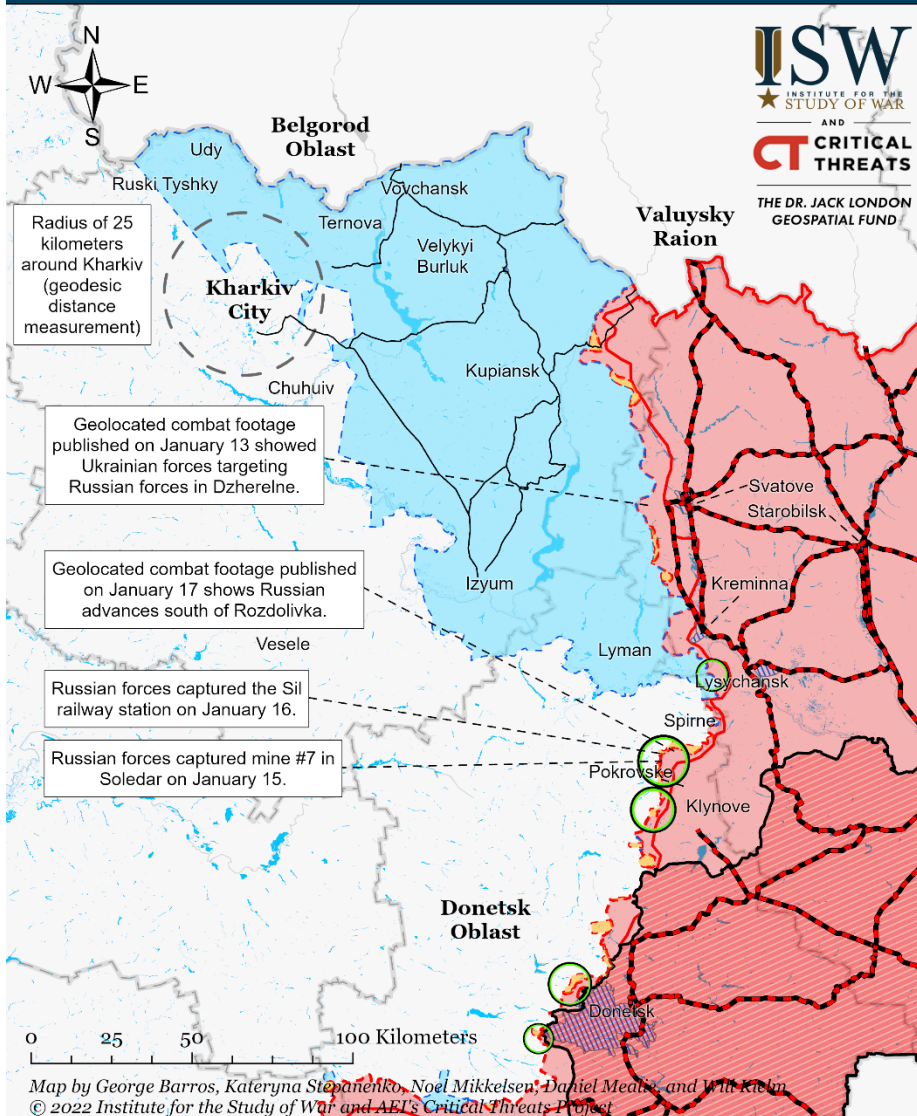 N
W E
S
ISW
INSTITUTE FOR THE
STUDY OF WAR
AND
CT CRITICAL
THREATS
THE DR. JACK LONDON
GEOSPATIAL FUND
Belgorod
Oblast
Udy
Ruski Tyshky
Vovchansk
Ternova
Valuysky
Raion
Radius of 25
kilometers
around Kharkiv
(geodesic
distance
measurement)
Velykyi
Burluk
Kharkiv
City
Kupiansk
Chuhuiv
Geolocated combat footage
published on January 13 showed
Ukrainian forces targeting
Russian forces in Dzherelne.
Svatove
Starobilsk
Geolocated combat footage published
on January 17 shows Russian
advances south of Rozdolivka.
Izyum
Kreminna
Vesele
Lyman
Lysychansk
Russian forces captured the Sil
railway station on January 16.
Spirne
Russian forces captured mine #7 in
Soledar on January 15.
Pokrovske
Klynove
Donetsk
Oblast
Donetsk
0 25 50 100 Kilometers
Map by George Barros, Kateryna Stepanenko, Noel Mikkelsen, Daniel Mealie, and Will Kielm
© 2022 Institute for the Study of War and AEI's Critical Threats Project